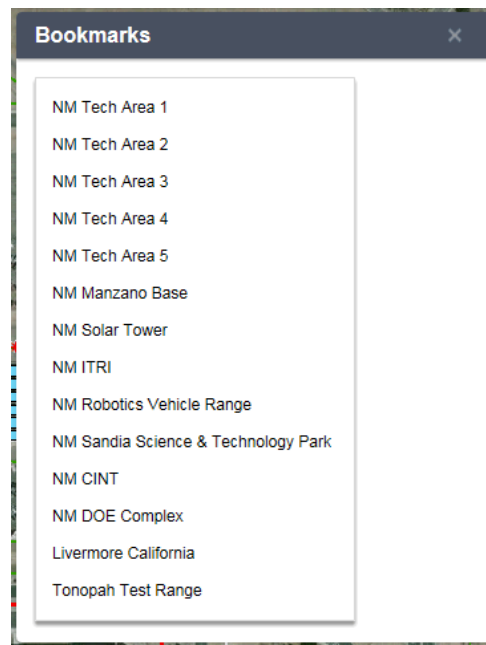 Bookmarks
NM Tech Area 1
NM Tech Area 2
NM Tech Area 3
NM Tech Area 4
NM Tech Area 5
NM Manzano Base
NM Solar Tower
NM ITRI
NM Robotics Vehicle Range
NM Sandia Science & Technology Park
NM CINT
NM DOE Complex
Livermore California
Tonopah Test Range